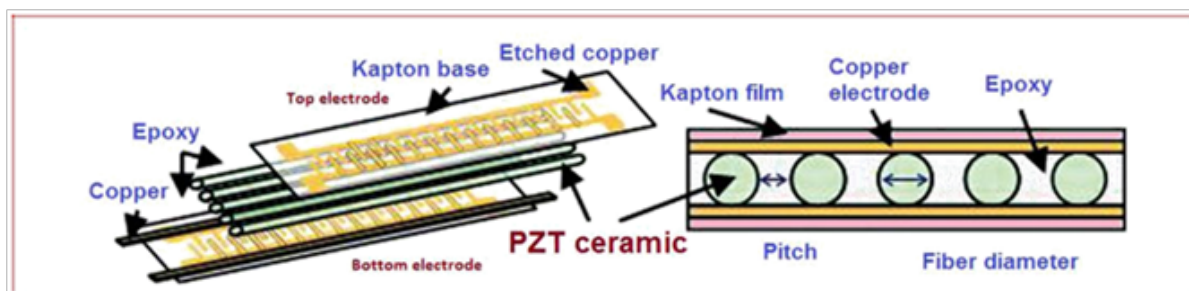 Etched copper
Kapton base
Top electrode
Epoxy
Copper
Bottom electrode
PZT ceramic
Copper
electrode
Kapton film
Epoxy
Pitch
Fiber diameter